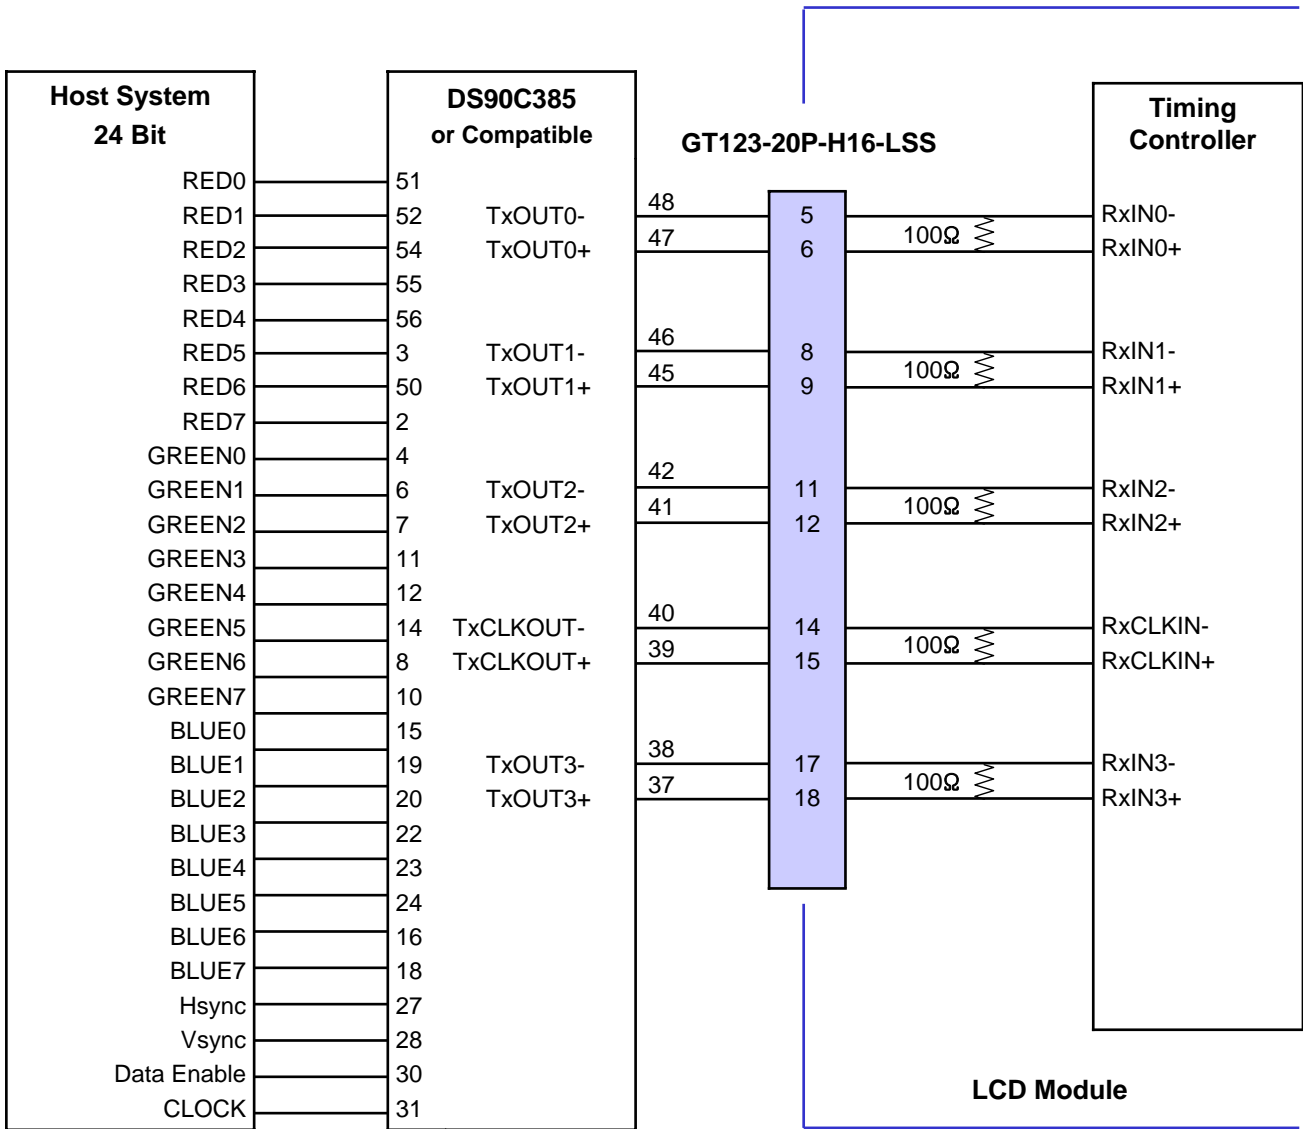 Host System
24 Bit
DS90C385
or Compatible
GT123-20P-H16-LSS
Timing
Controller
RED0 51
RED1 52 TxOUT0- 48 5 RxIN0-
100Ω
RED2 54 TxOUT0+ 47 6 RxIN0+
RED3 55
RED4 56
RED5 3 TxOUT1- 46 8 RxIN1-
100Ω
RED6 50 TxOUT1+ 45 9 RxIN1+
RED7 2
GREEN0 4
GREEN1 6 TxOUT2- 42 11 RxIN2-
100Ω
GREEN2 7 TxOUT2+ 41 12 RxIN2+
GREEN3 11
GREEN4 12
GREEN5 14 TxCLKOUT- 40 14 RxCLKIN-
100Ω
GREEN6 8 TxCLKOUT+ 39 15 RxCLKIN+
GREEN7 10
BLUE0 15
BLUE1 19 TxOUT3- 38 17 RxIN3-
100Ω
BLUE2 20 TxOUT3+ 37 18 RxIN3+
BLUE3 22
BLUE4 23
BLUE5 24
BLUE6 16
BLUE7 18
Hsync 27
Vsync 28
Data Enable 30
CLOCK 31
LCD Module